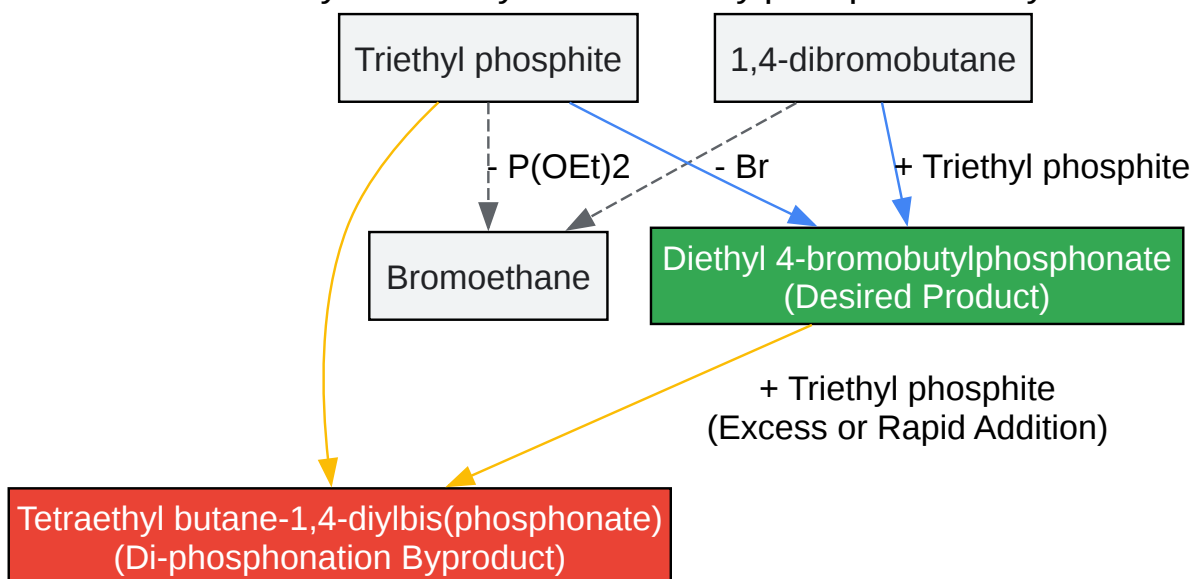 Triethyl phosphite
1,4-dibromobutane
- P(OEt)2
- Br
+ Triethyl phosphite
Bromoethane
Diethyl 4-bromobutylphosphonate
(Desired Product)
+ Triethyl phosphite
(Excess or Rapid Addition)
Tetraethyl butane-1,4-diylbis(phosphonate)
(Di-phosphonation Byproduct)